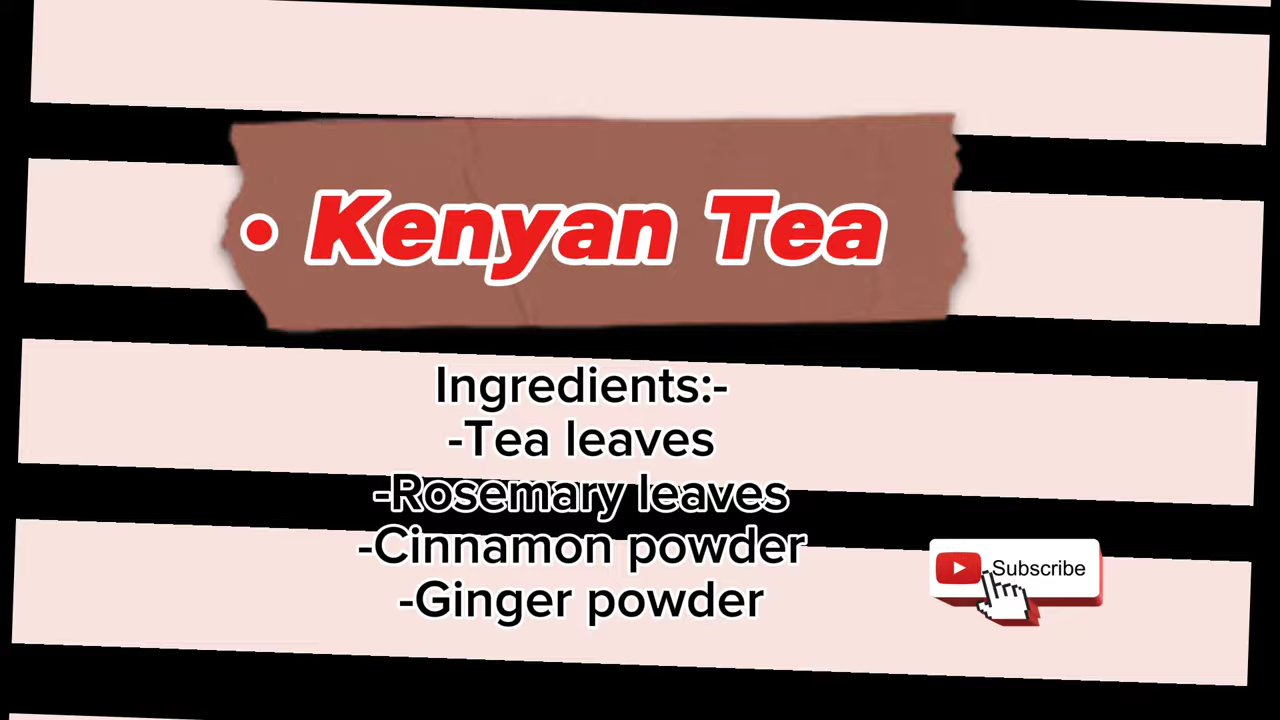 • Kenyan Tea
Ingredients:-
-Tea leaves
-Rosemary leaves
-Cinnamon powder
-Ginger powder
Subscribe